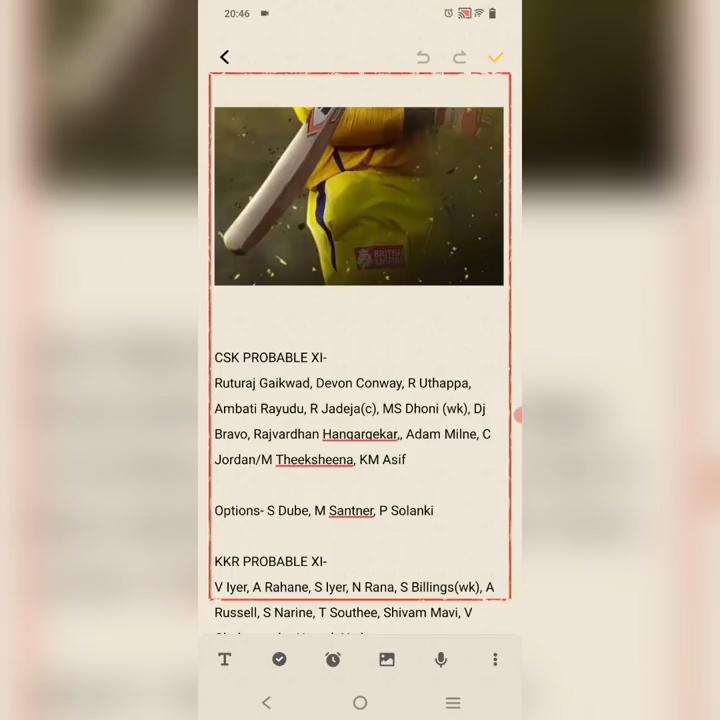 20:46
BRITISH
EMPIRE
CSK PROBABLE XI-
Ruturaj Gaikwad, Devon Conway, R Uthappa,
Ambati Rayudu, R Jadeja(c), MS Dhoni (wk), Dj
Bravo, Rajvardhan Hangargekar,, Adam Milne, C
Jordan/M Theeksheena, KM Asif
Options- S Dube, M Santner, P Solanki
KKR PROBABLE XI-
V Iyer, A Rahane, S Iyer, N Rana, S Billings(wk), A
Russell, S Narine, T Southee, Shivam Mavi, V
T